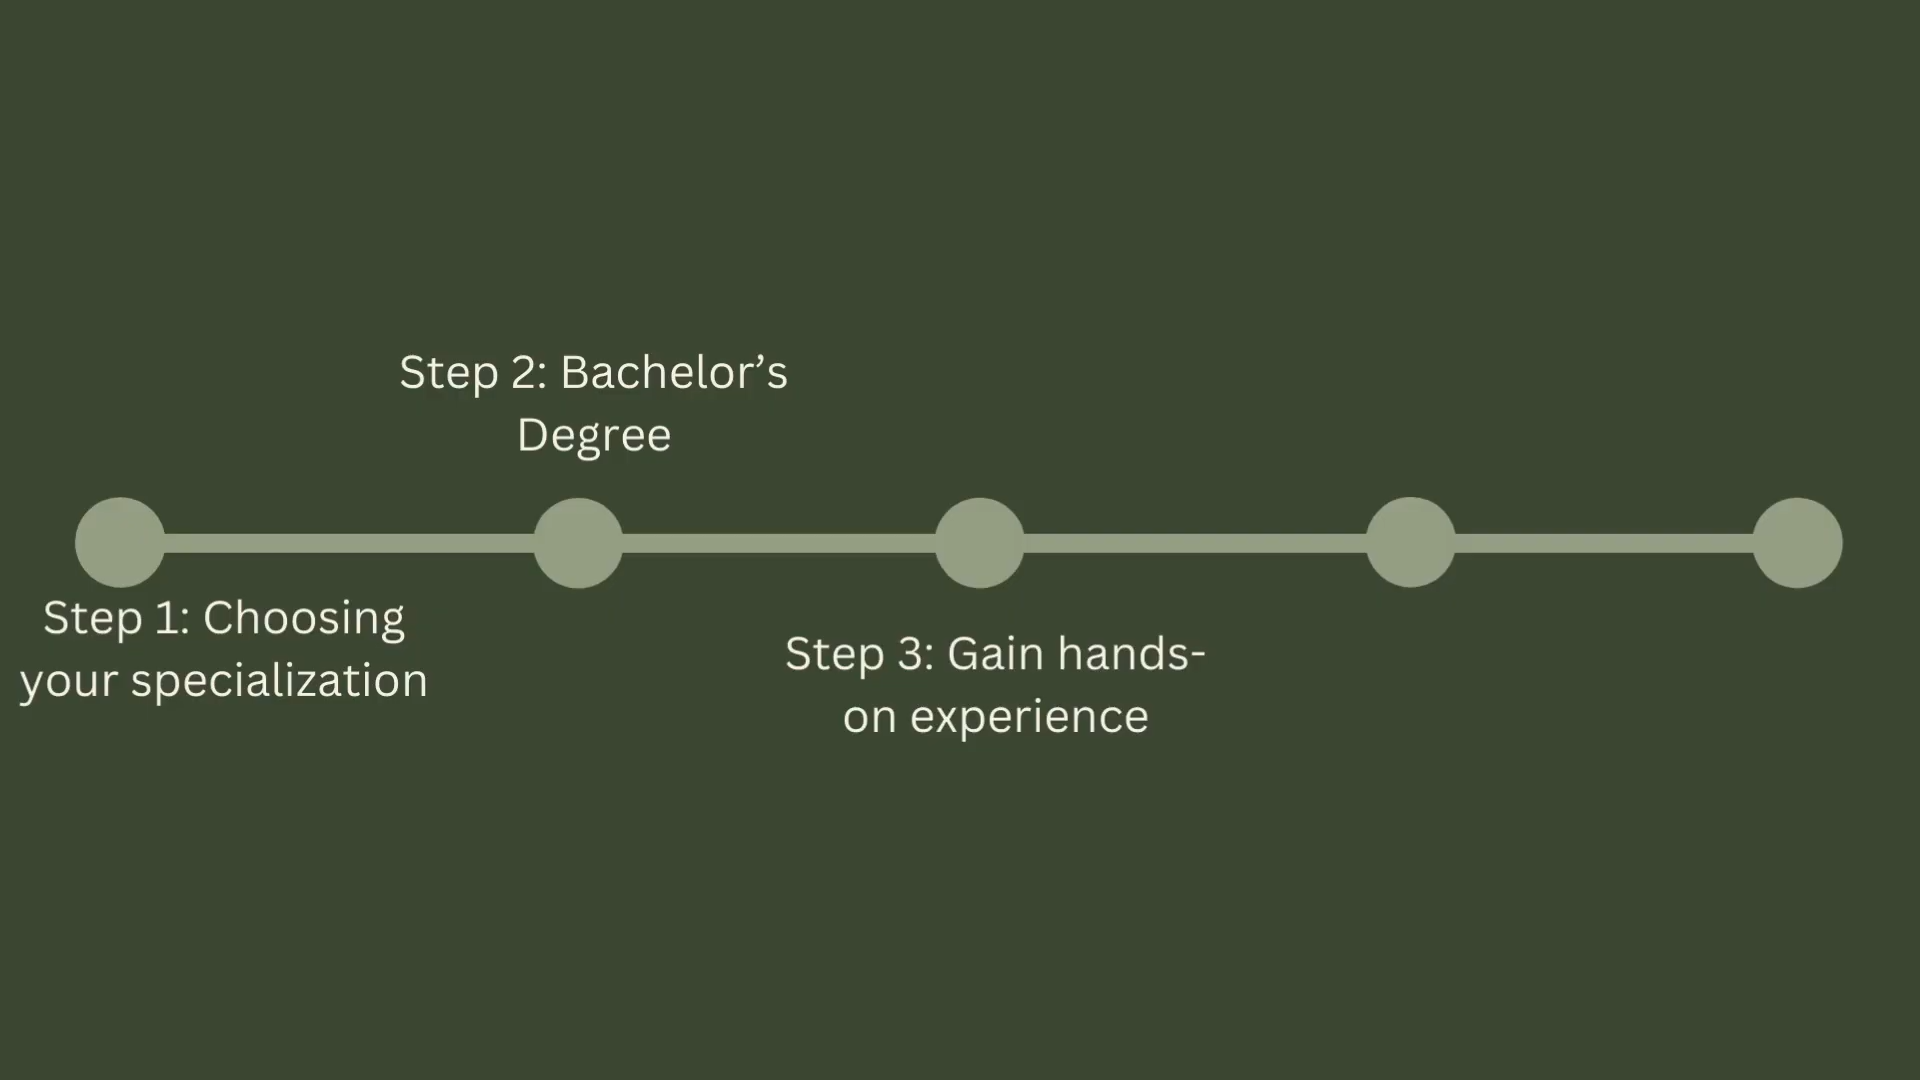 Step 1: Choosing
your specialization
Step 2: Bachelor’s
Degree
Step 3: Gain hands-
on experience